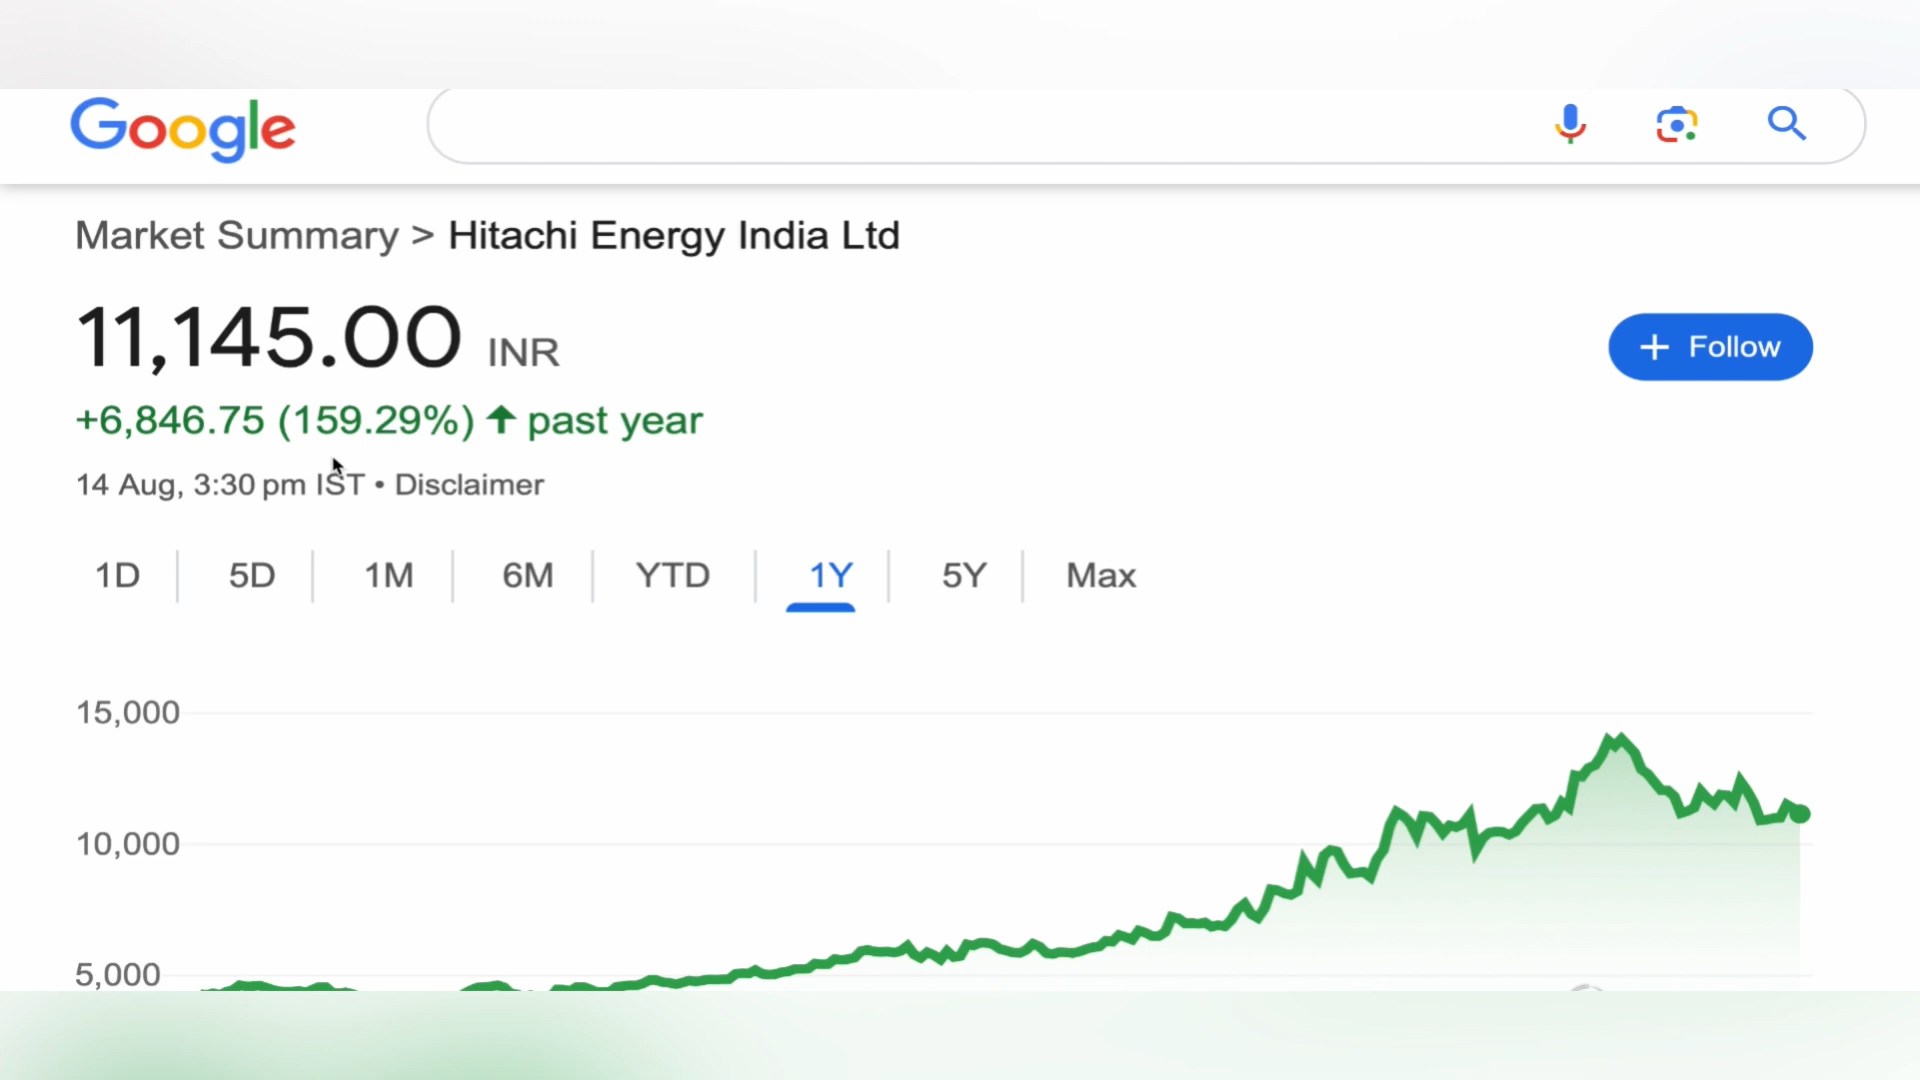 Google
Market Summary > Hitachi Energy India Ltd
11,145.00 INR
+ Follow
+6,846.75 (159.29%) ↑ past year
14 Aug, 3:30 pm IST • Disclaimer
1D 5D 1M 6M YTD 1Y 5Y Max
15,000
10,000
5,000